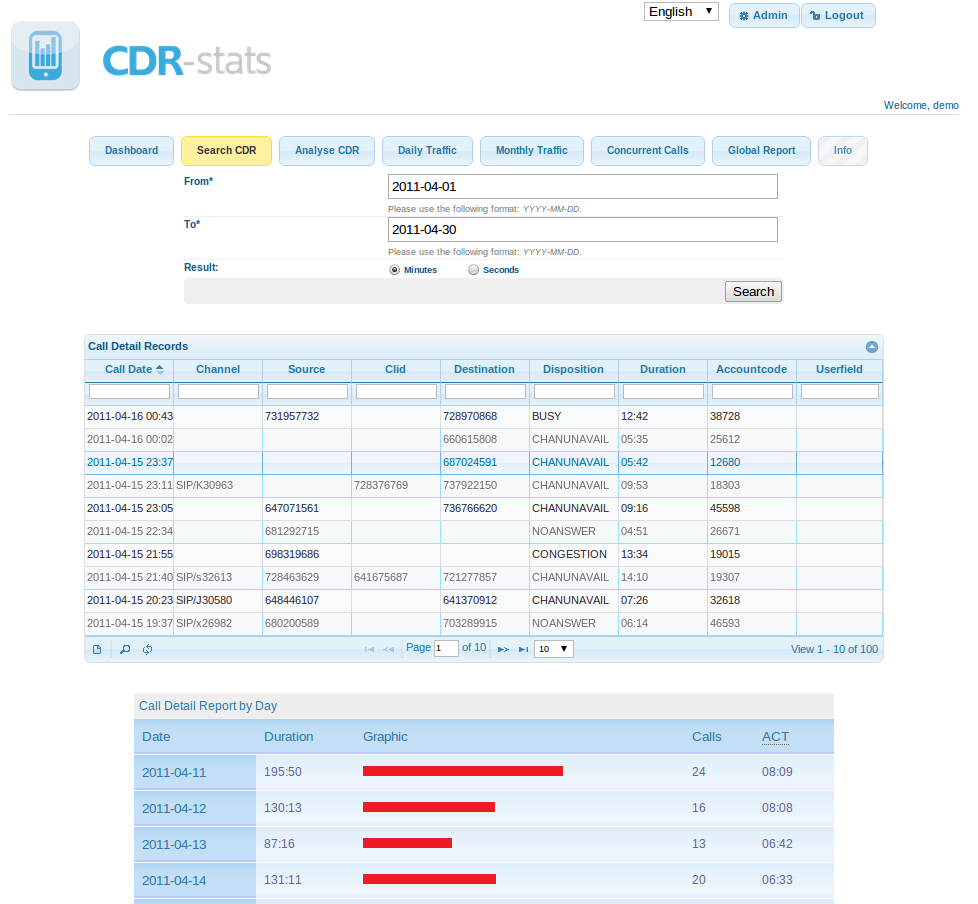 English Admin Logout
CDR-stats
Welcome, demo
Dashboard Search CDR Analyse CDR Daily Traffic Monthly Traffic Concurrent Calls Global Report Info
From* 2011-04-01
Please use the following format: YYYY-MM-DD.
To* 2011-04-30
Please use the following format: YYYY-MM-DD.
Result: Minutes Seconds
Search
Call Detail Records
Call Date Channel Source Clid Destination Disposition Duration Accountcode Userfield
2011-04-16 00:43 731957732 728970868 BUSY 12:42 38728
2011-04-16 00:02 660615808 CHANUNAVAIL 05:35 25612
2011-04-15 23:37 687024591 CHANUNAVAIL 05:42 12680
2011-04-15 23:11 SIP/K30963 728376769 737922150 CHANUNAVAIL 09:53 18303
2011-04-15 23:05 647071561 736766620 CHANUNAVAIL 09:16 45598
2011-04-15 22:34 681292715 NOANSWER 04:51 26671
2011-04-15 21:55 698319686 CONGESTION 13:34 19015
2011-04-15 21:40 SIP/s32613 728463629 641675687 721277857 CHANUNAVAIL 14:10 19307
2011-04-15 20:23 SIP/J30580 648446107 641370912 CHANUNAVAIL 07:26 32618
2011-04-15 19:37 SIP/x26982 680200589 703289915 NOANSWER 06:14 46593
Page 1 of 10 10 View 1 - 10 of 100
Call Detail Report by Day
Date Duration Graphic Calls ACT
2011-04-11 195:50 24 08:09
2011-04-12 130:13 16 08:08
2011-04-13 87:16 13 06:42
2011-04-14 131:11 20 06:33